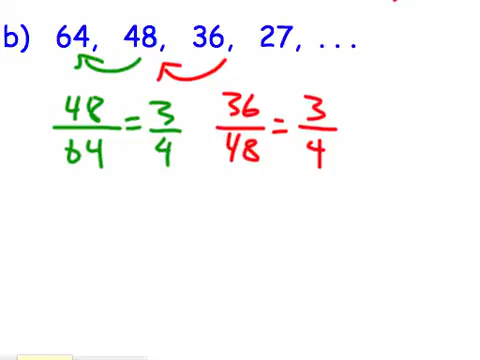 b) 64, 48, 36, 27, . . .
48/64 = 3/4 36/48 = 3/4